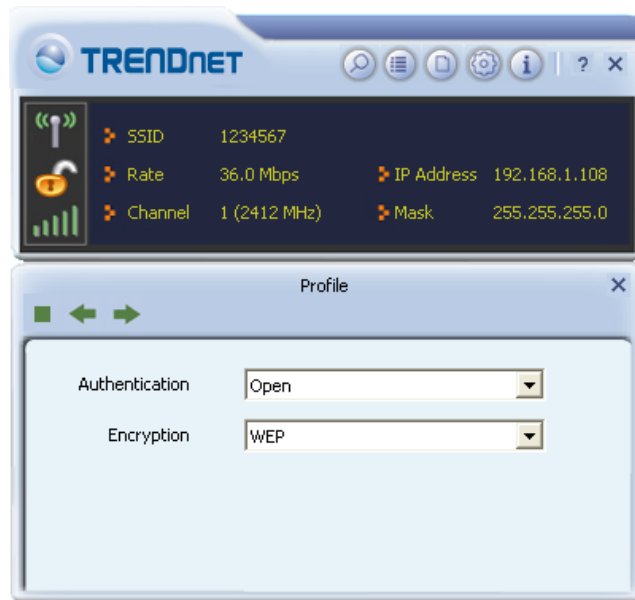 TRENDNET ? ×
SSID 1234567
Rate 36.0 Mbps IP Address 192.168.1.108
Channel 1 (2412 MHz) Mask 255.255.255.0
Profile
Authentication Open
Encryption WEP